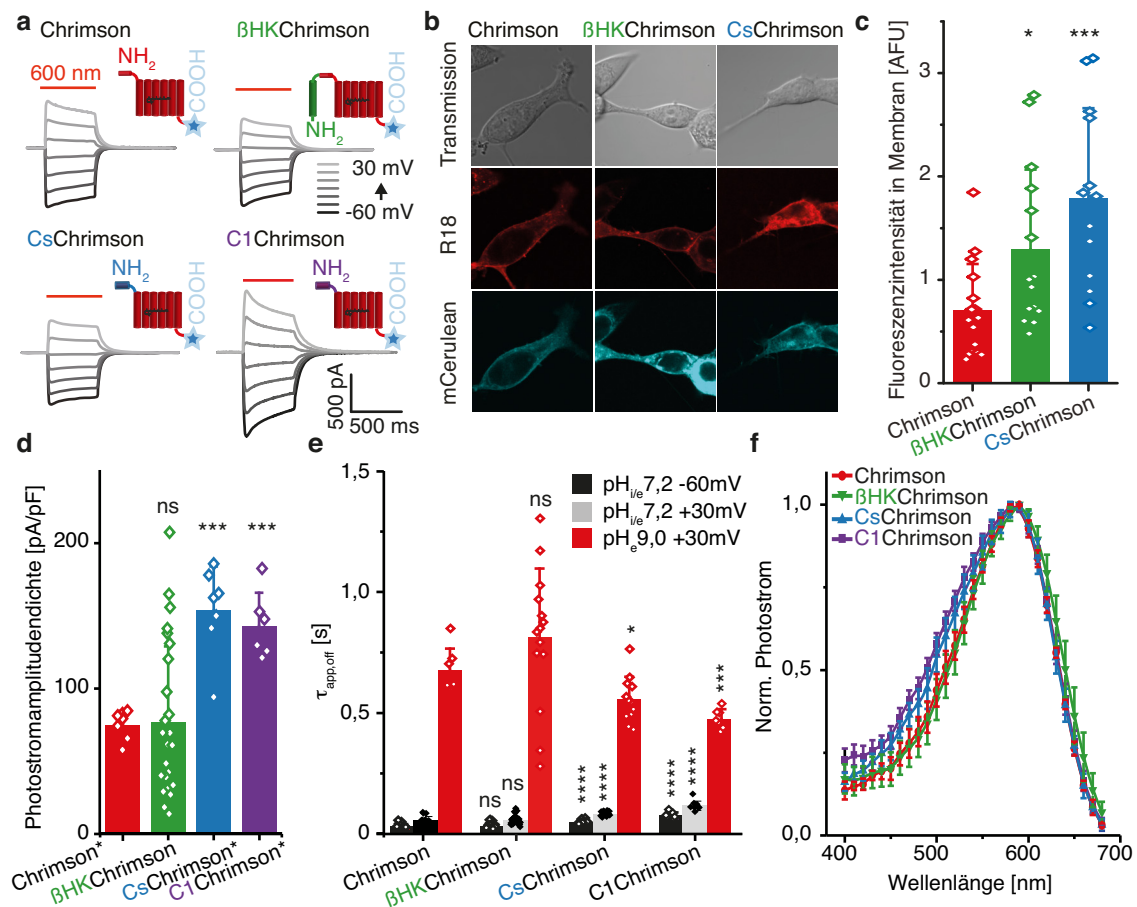 a
Chrimson
NH2
600 nm
COOH
ßHKChrimson
NH2
COOH
30 mV
-60 mV
CsChrimson
NH2
COOH
C1Chrimson
NH2
COOH
500 pA
500 ms
b
Chrimson
ßHKChrimson
CsChrimson
Transmission
R18
mCerulean
c
Fluoreszenzintensität in Membran [AFU]
* ***
3
2
1
0
Chrimson
ßHKChrimson
CsChrimson
d
Photostromamplitudendichte [pA/pF]
ns *** ***
200
100
0
Chrimson*
ßHKChrimson
CsChrimson*
C1Chrimson*
e
τapp,off [s]
1,5
1,0
0,5
0
pHi/e7,2 -60mV
pHi/e7,2 +30mV
pHe9,0 +30mV
ns ns ns
**** **** *
**** **** ***
Chrimson
ßHKChrimson
CsChrimson
C1Chrimson
f
Chrimson
ßHKChrimson
CsChrimson
C1Chrimson
Norm. Photostrom
1,0
0,5
0,0
400 500 600 700
Wellenlänge [nm]